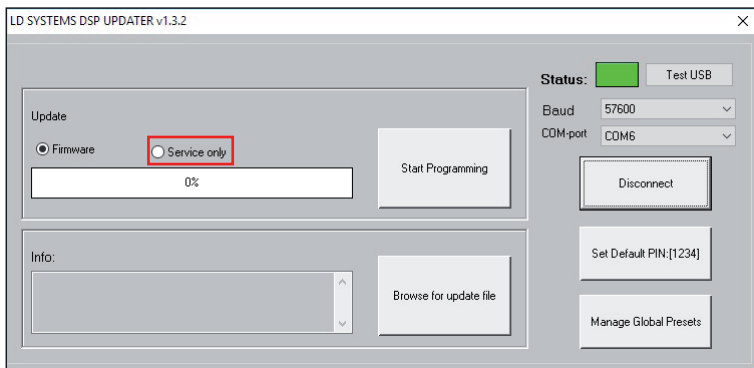 LD SYSTEMS DSP UPDATER v1.3.2
Status:
Test USB
Update
Baud
57600
Firmware
Service only
COM-port
COM6
0%
Start Programming
Disconnect
Info:
Set Default PIN:[1234]
Browse for update file
Manage Global Presets